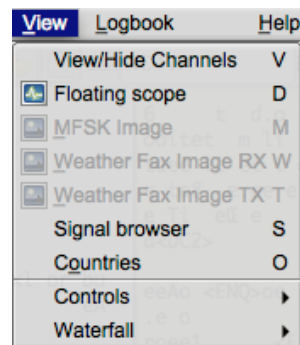 View Logbook Help
View/Hide Channels V
Floating scope D
MFSK Image M
Weather Fax Image RX W
Weather Fax Image TX T
Signal browser S
Countries O
Controls
Waterfall